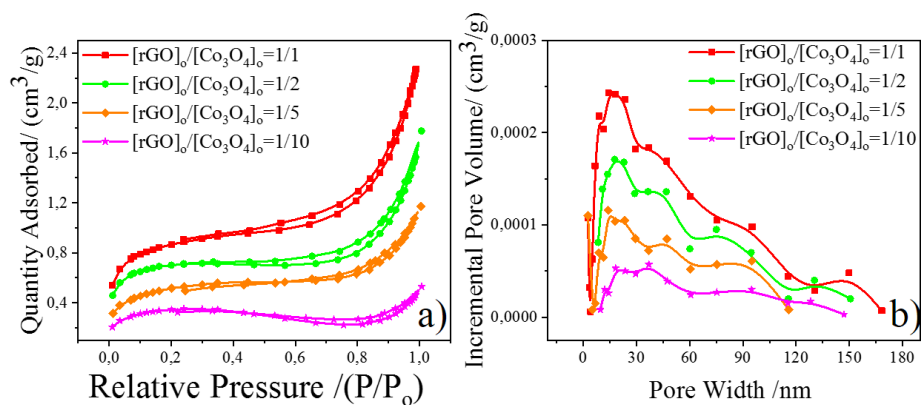 Quantity Adsorbed/ (cm³/g)
2,4
2,0
1,6
1,2
0,8
0,4
[rGO]ₒ/[Co₃O₄]ₒ=1/1
[rGO]ₒ/[Co₃O₄]ₒ=1/2
[rGO]ₒ/[Co₃O₄]ₒ=1/5
[rGO]ₒ/[Co₃O₄]ₒ=1/10
a)
0,0 0,2 0,4 0,6 0,8 1,0
Relative Pressure /(P/Pₒ)
Incremental Pore Volume/ (cm³/g)
0,0003
0,0002
0,0001
0,0000
[rGO]ₒ/[Co₃O₄]ₒ=1/1
[rGO]ₒ/[Co₃O₄]ₒ=1/2
[rGO]ₒ/[Co₃O₄]ₒ=1/5
[rGO]ₒ/[Co₃O₄]ₒ=1/10
b)
0 30 60 90 120 150 180
Pore Width /nm